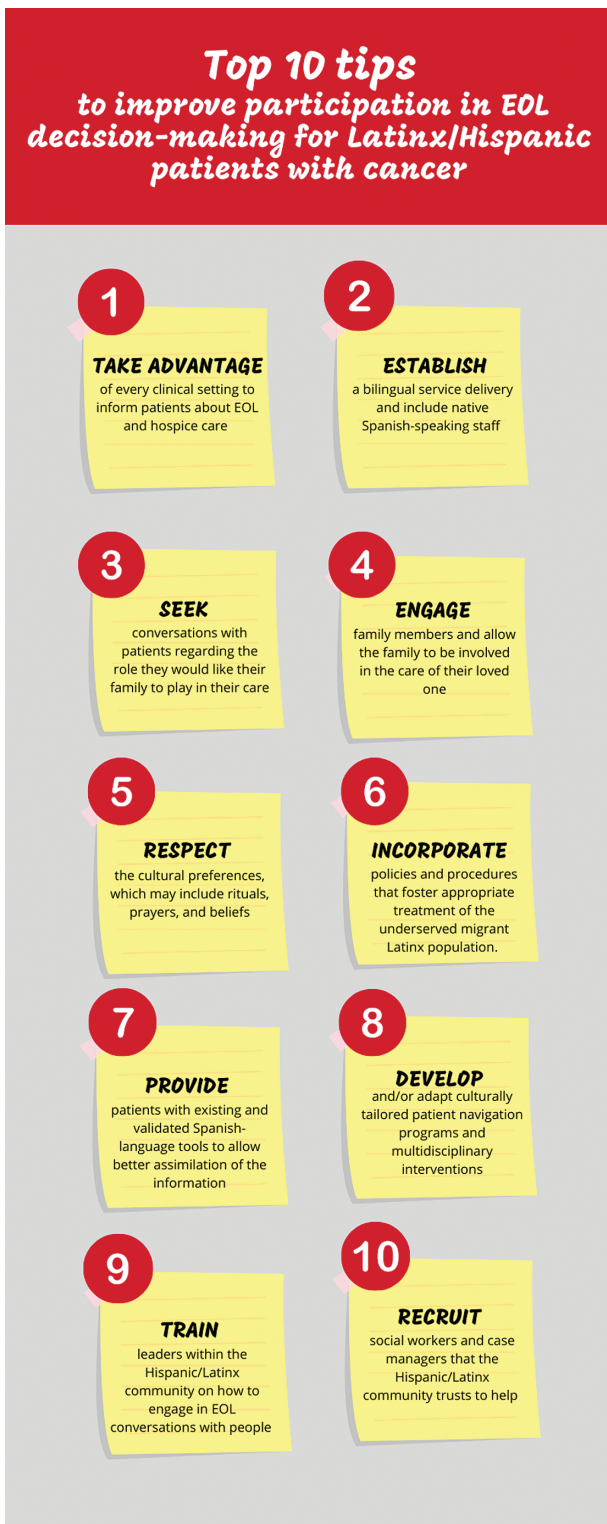 Top 10 tips
to improve participation in EOL
decision-making for Latinx/Hispanic
patients with cancer
1
TAKE ADVANTAGE
of every clinical setting to
inform patients about EOL
and hospice care
2
ESTABLISH
a bilingual service delivery
and include native
Spanish-speaking staff
3
SEEK
conversations with
patients regarding the
role they would like their
family to play in their care
4
ENGAGE
family members and allow
the family to be involved
in the care of their loved
one
5
RESPECT
the cultural preferences,
which may include rituals,
prayers, and beliefs
6
INCORPORATE
policies and procedures
that foster appropriate
treatment of the
underserved migrant
Latinx population.
7
PROVIDE
patients with existing and
validated Spanish-
language tools to allow
better assimilation of the
information
8
DEVELOP
and/or adapt culturally
tailored patient navigation
programs and
multidisciplinary
interventions
9
TRAIN
leaders within the
Hispanic/Latinx
community on how to
engage in EOL
conversations with people
10
RECRUIT
social workers and case
managers that the
Hispanic/Latinx
community trusts to help